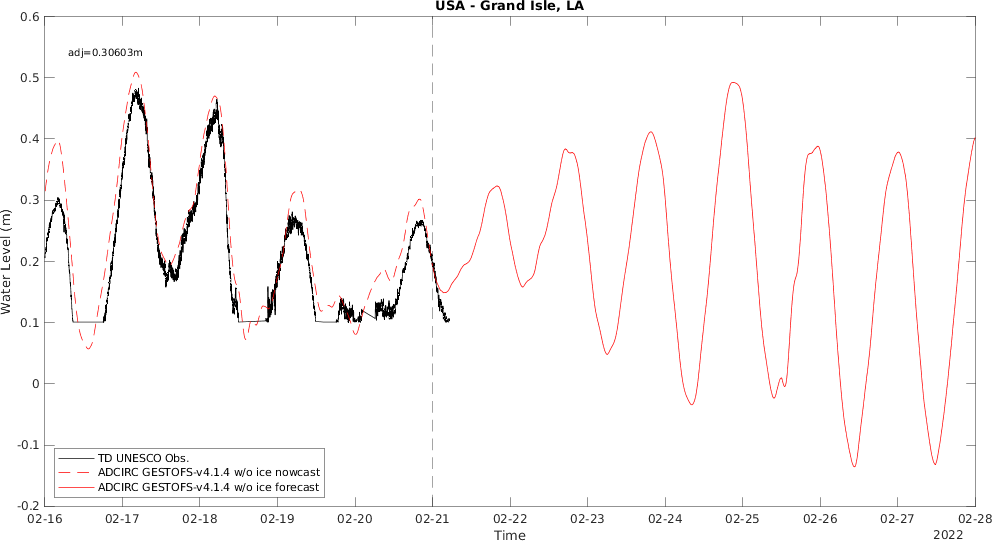 USA - Grand Isle, LA
adj=0.30603m
0.6
0.5
0.4
0.3
0.2
0.1
0
-0.1
-0.2
Water Level (m)
TD UNESCO Obs.
ADCIRC GESTOFS-v4.1.4 w/o ice nowcast
ADCIRC GESTOFS-v4.1.4 w/o ice forecast
02-16 02-17 02-18 02-19 02-20 02-21 02-22 02-23 02-24 02-25 02-26 02-27 02-28
Time
2022